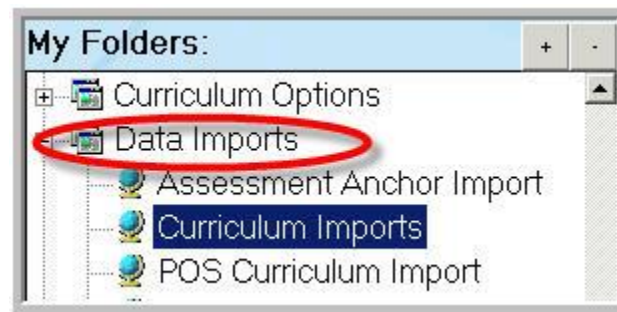 My Folders: + -
Curriculum Options
Data Imports
Assessment Anchor Import
Curriculum Imports
POS Curriculum Import